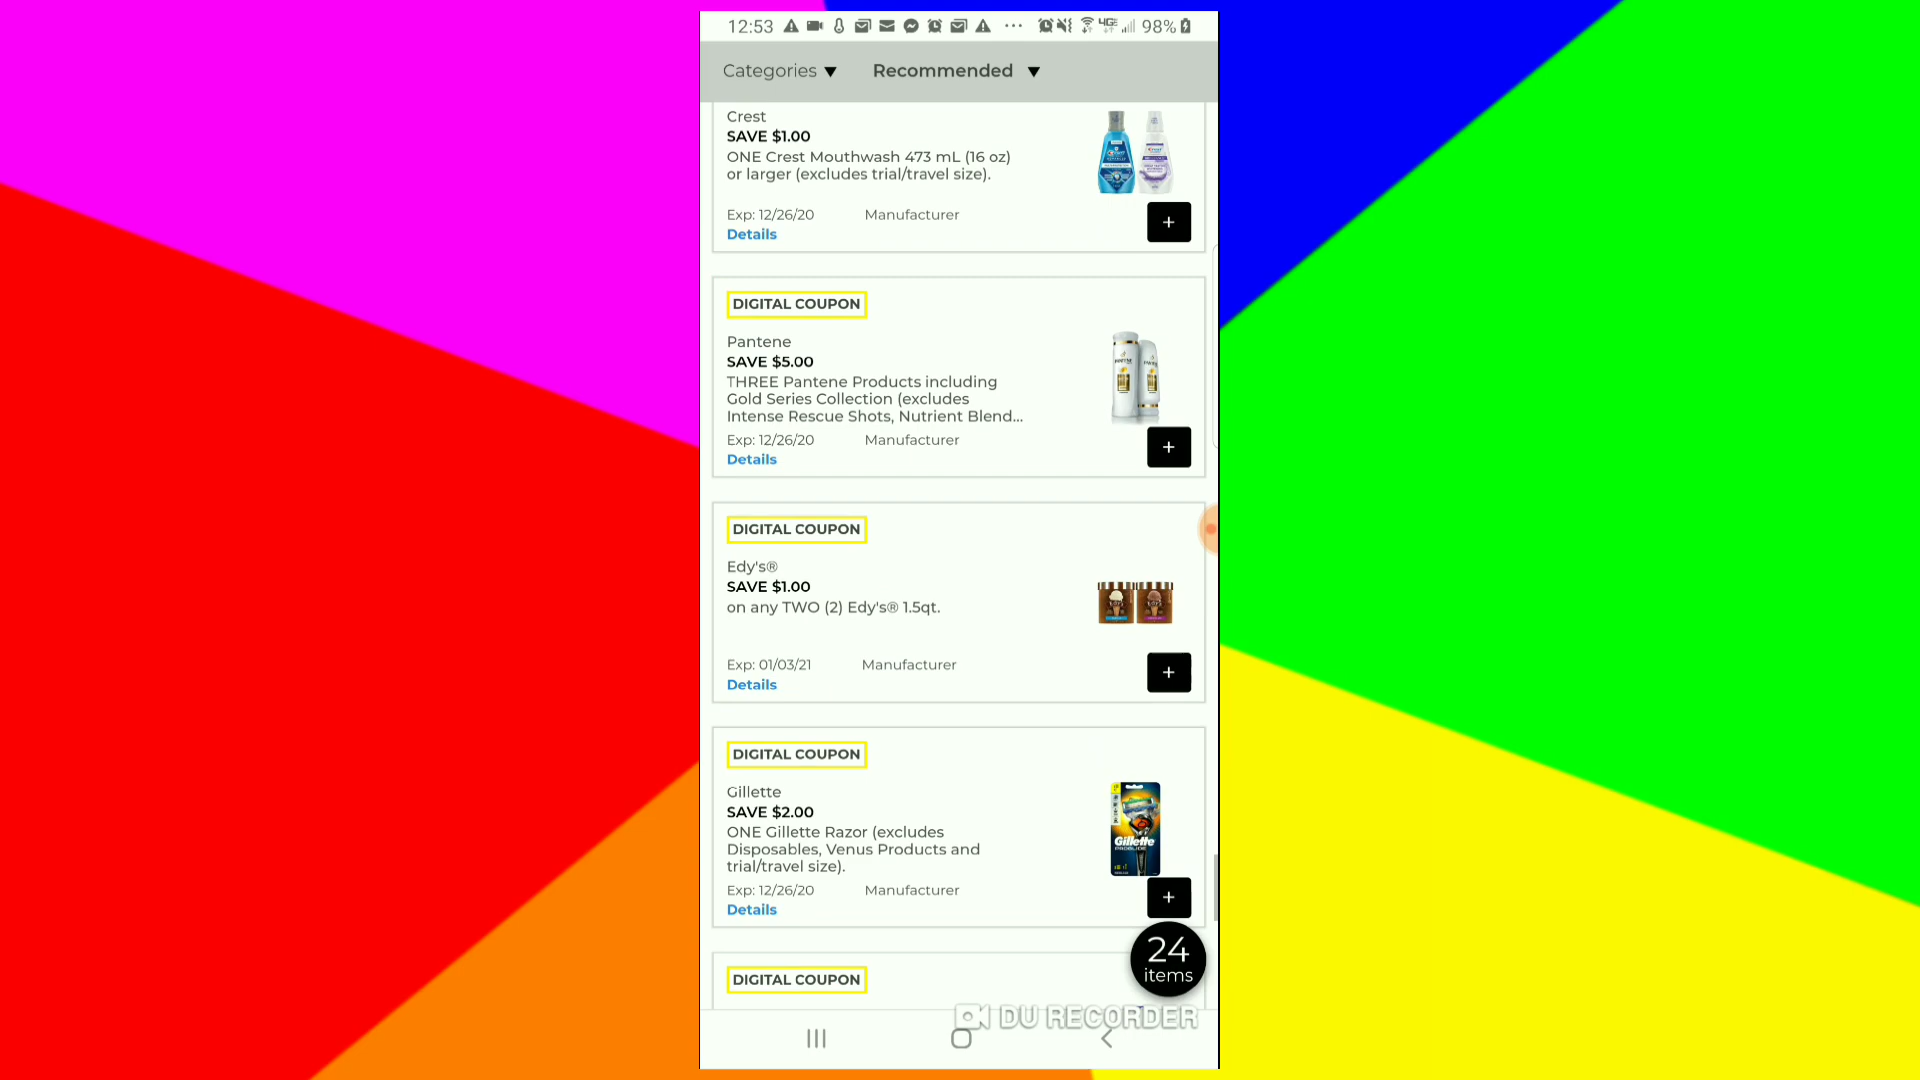 12:53 98%
Categories ▼ Recommended ▼
Crest
SAVE $1.00
ONE Crest Mouthwash 473 mL (16 oz)
or larger (excludes trial/travel size).
Exp: 12/26/20 Manufacturer
Details
+
DIGITAL COUPON
Pantene
SAVE $5.00
THREE Pantene Products including
Gold Series Collection (excludes
Intense Rescue Shots, Nutrient Blend...
Exp: 12/26/20 Manufacturer
Details
+
DIGITAL COUPON
Edy's®
SAVE $1.00
on any TWO (2) Edy's® 1.5qt.
Exp: 01/03/21 Manufacturer
Details
+
DIGITAL COUPON
Gillette
SAVE $2.00
ONE Gillette Razor (excludes
Disposables, Venus Products and
trial/travel size).
Gillette
PROGLIDE
Exp: 12/26/20 Manufacturer
Details
+
24
items
DIGITAL COUPON
DU RECORDER